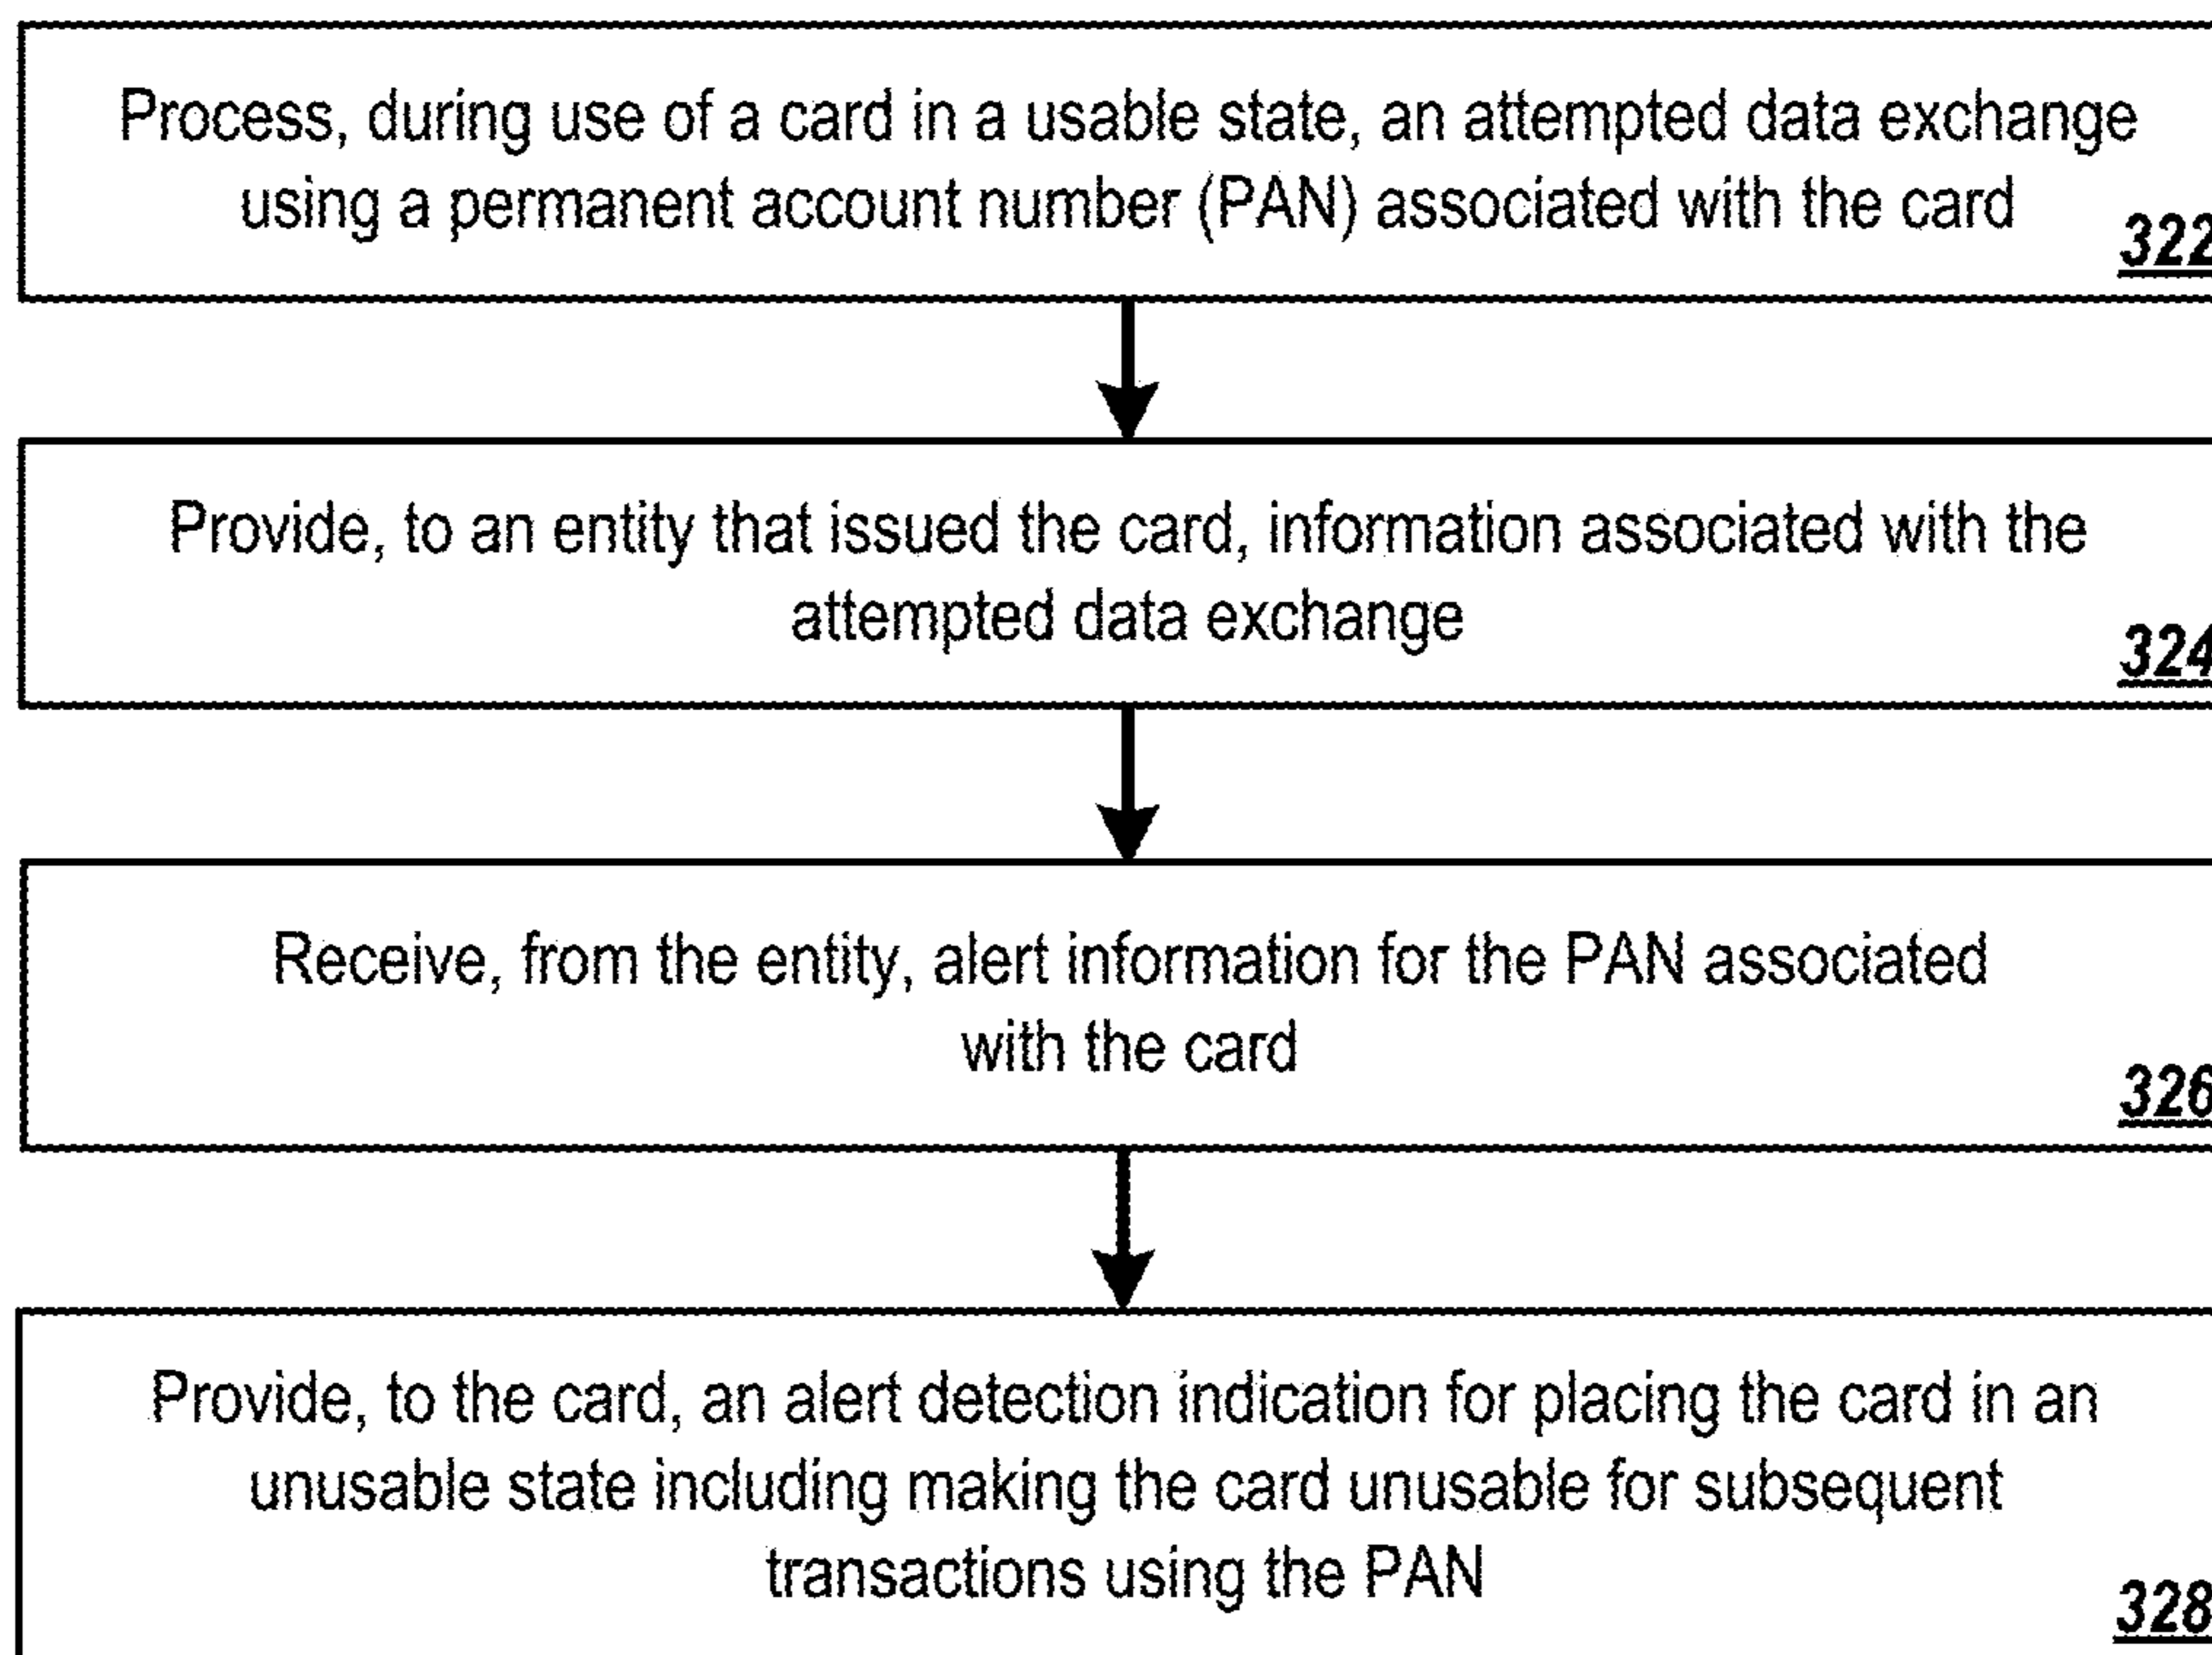 Process, during use of a card in a usable state, an attempted data exchange
using a permanent account number (PAN) associated with the card
322
Provide, to an entity that issued the card, information associated with the
attempted data exchange
324
Receive, from the entity, alert information for the PAN associated
with the card
326
Provide, to the card, an alert detection indication for placing the card in an
unusable state including making the card unusable for subsequent
transactions using the PAN
328